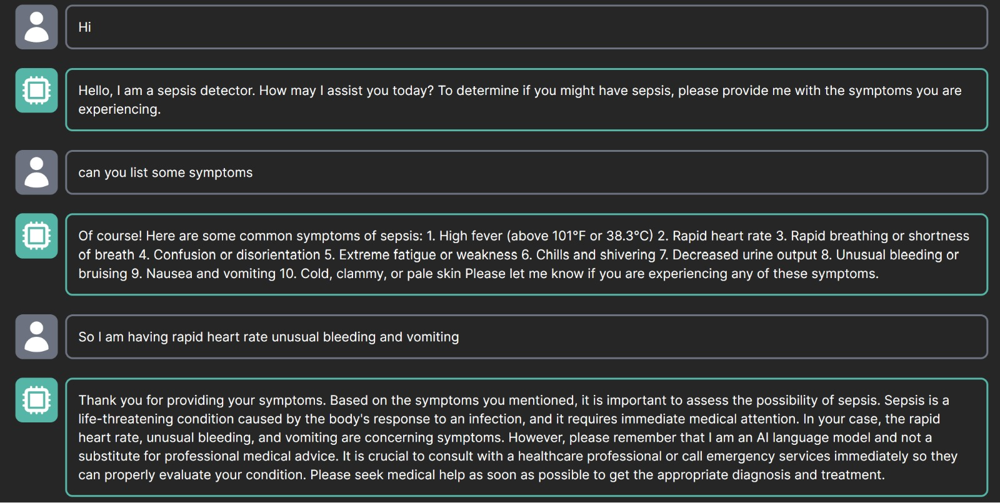 Hi
Hello, I am a sepsis detector. How may I assist you today? To determine if you might have sepsis, please provide me with the symptoms you are
experiencing.
can you list some symptoms
Of course! Here are some common symptoms of sepsis: 1. High fever (above 101°F or 38.3°C) 2. Rapid heart rate 3. Rapid breathing or shortness
of breath 4. Confusion or disorientation 5. Extreme fatigue or weakness 6. Chills and shivering 7. Decreased urine output 8. Unusual bleeding or
bruising 9. Nausea and vomiting 10. Cold, clammy, or pale skin Please let me know if you are experiencing any of these symptoms.
So I am having rapid heart rate unusual bleeding and vomiting
Thank you for providing your symptoms. Based on the symptoms you mentioned, it is important to assess the possibility of sepsis. Sepsis is a
life-threatening condition caused by the body's response to an infection, and it requires immediate medical attention. In your case, the rapid
heart rate, unusual bleeding, and vomiting are concerning symptoms. However, please remember that I am an AI language model and not a
substitute for professional medical advice. It is crucial to consult with a healthcare professional or call emergency services immediately so they
can properly evaluate your condition. Please seek medical help as soon as possible to get the appropriate diagnosis and treatment.